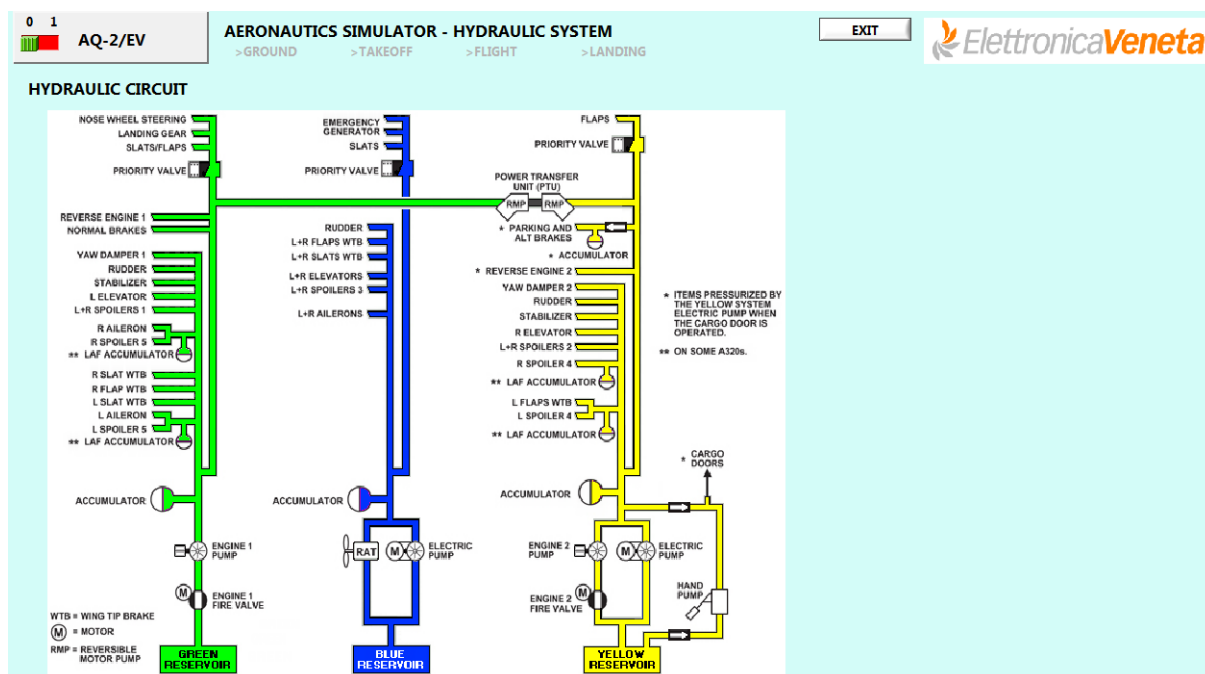 0 1
AQ-2/EV
AERONAUTICS SIMULATOR - HYDRAULIC SYSTEM
>GROUND >TAKEOFF >FLIGHT >LANDING
EXIT
ElettronicaVeneta
HYDRAULIC CIRCUIT
NOSE WHEEL STEERING
LANDING GEAR
SLATS/FLAPS
PRIORITY VALVE
REVERSE ENGINE 1
NORMAL BRAKES
YAW DAMPER 1
RUDDER
STABILIZER
L ELEVATOR
L+R SPOILERS 1
R AILERON
R SPOILER 5
** LAF ACCUMULATOR
R SLAT WTB
R FLAP WTB
L SLAT WTB
L AILERON
L SPOILER 5
** LAF ACCUMULATOR
ACCUMULATOR
ENGINE 1
PUMP
M
ENGINE 1
FIRE VALVE
WTB = WING TIP BRAKE
M = MOTOR
RMP = REVERSIBLE
MOTOR PUMP
GREEN
RESERVOIR
EMERGENCY
GENERATOR
SLATS
PRIORITY VALVE
RUDDER
L+R FLAPS WTB
L+R SLATS WTB
L+R ELEVATORS
L+R SPOILERS 3
L+R AILERONS
ACCUMULATOR
RAT
M
ELECTRIC
PUMP
BLUE
RESERVOIR
FLAPS
PRIORITY VALVE
POWER TRANSFER
UNIT (PTU)
RMP RMP
* PARKING AND
ALT BRAKES
* ACCUMULATOR
* REVERSE ENGINE 2
YAW DAMPER 2
RUDDER
STABILIZER
R ELEVATOR
L+R SPOILERS 2
R SPOILER 4
** LAF ACCUMULATOR
L FLAPS WTB
L SPOILER 4
** LAF ACCUMULATOR
ACCUMULATOR
ENGINE 2
PUMP
M
ELECTRIC
PUMP
M
ENGINE 2
FIRE VALVE
YELLOW
RESERVOIR
* CARGO
DOORS
HAND
PUMP
* ITEMS PRESSURIZED BY
THE YELLOW SYSTEM
ELECTRIC PUMP WHEN
THE CARGO DOOR IS
OPERATED.
** ON SOME A320s.